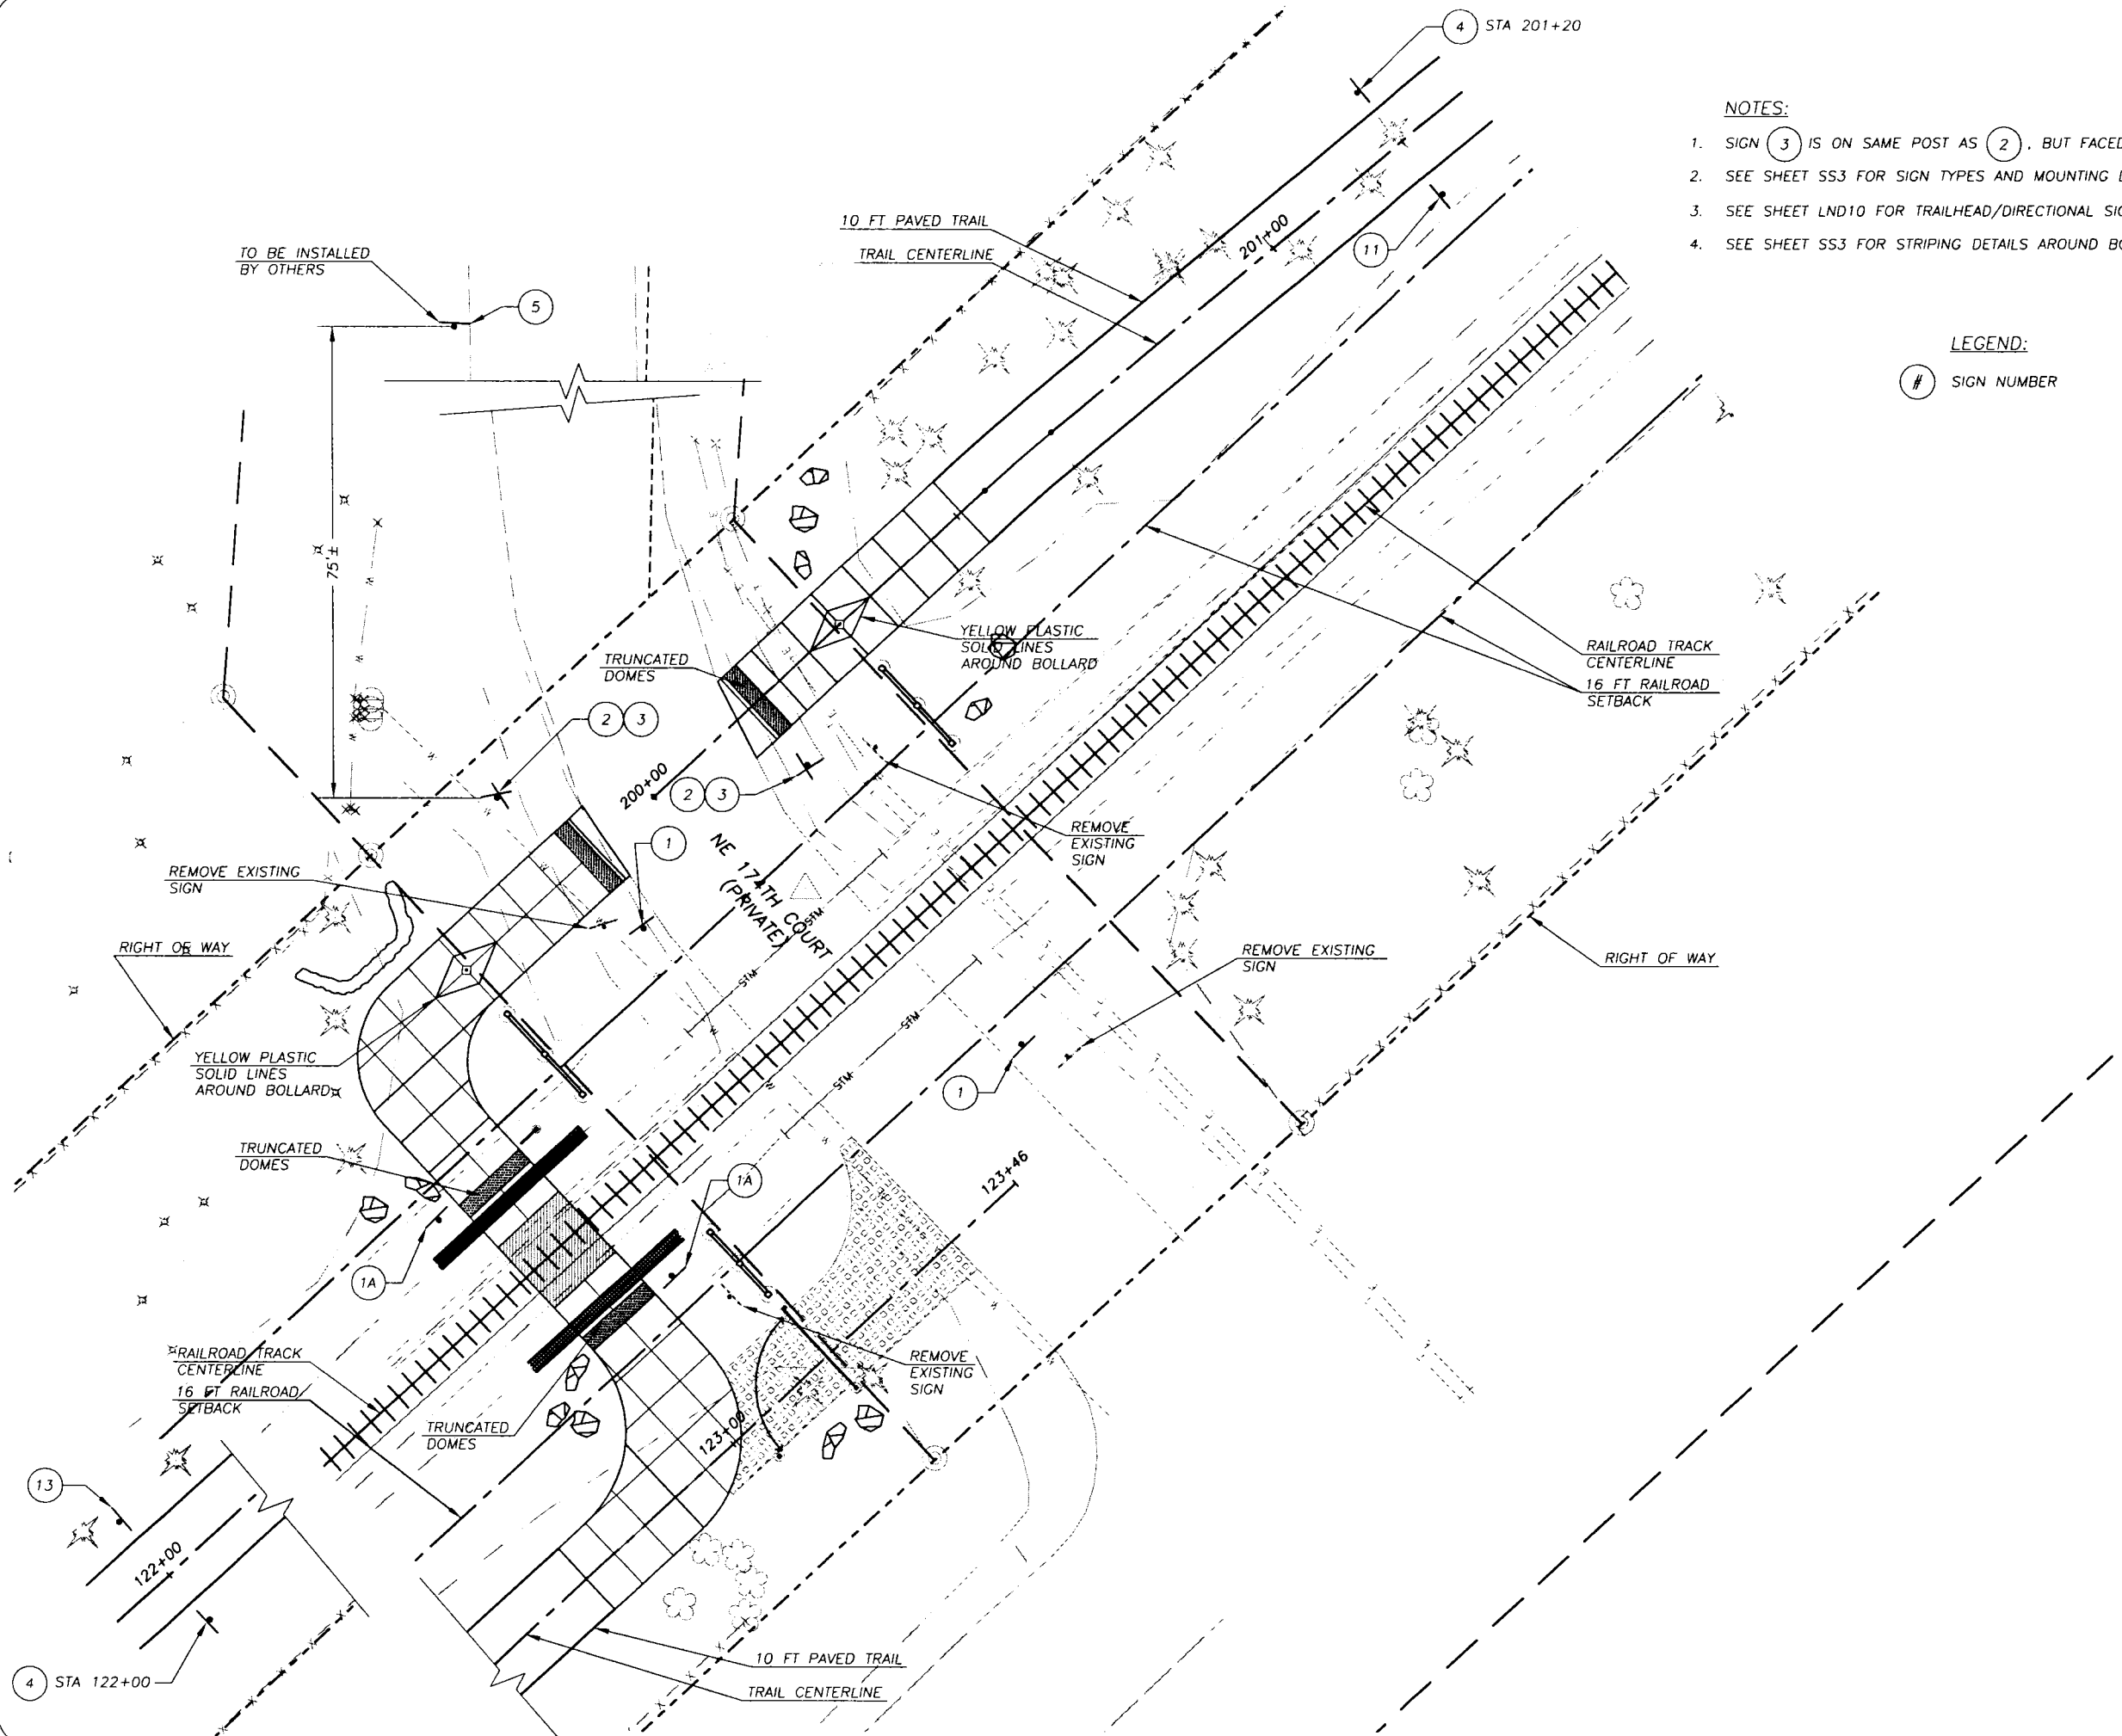 4 STA 201+20
NOTES:
1. SIGN 3 IS ON SAME POST AS 2, BUT FACED
2. SEE SHEET SS3 FOR SIGN TYPES AND MOUNTING
3. SEE SHEET LND10 FOR TRAILHEAD/DIRECTIONAL
4. SEE SHEET SS3 FOR STRIPING DETAILS AROUND
LEGEND:
# SIGN NUMBER
10 FT PAVED TRAIL
TRAIL CENTERLINE
201+00
11
TO BE INSTALLED
BY OTHERS
5
75'±
YELLOW PLASTIC
SOLID LINES
AROUND BOLLARD
TRUNCATED
DOMES
RAILROAD TRACK
CENTERLINE
16 FT RAILROAD
SETBACK
2 3
200+00
2 3
1
NE 174TH COURT
(PRIVATE)
REMOVE
EXISTING
SIGN
REMOVE EXISTING
SIGN
RIGHT OF WAY
STM
STM
REMOVE EXISTING
SIGN
RIGHT OF WAY
STM
STM
YELLOW PLASTIC
SOLID LINES
AROUND BOLLARD
1
TRUNCATED
DOMES
1A
123+46
1A
RAILROAD TRACK
CENTERLINE
16 FT RAILROAD
SETBACK
REMOVE
EXISTING
SIGN
TRUNCATED
DOMES
123+00
13
122+00
4 STA 122+00
10 FT PAVED TRAIL
TRAIL CENTERLINE